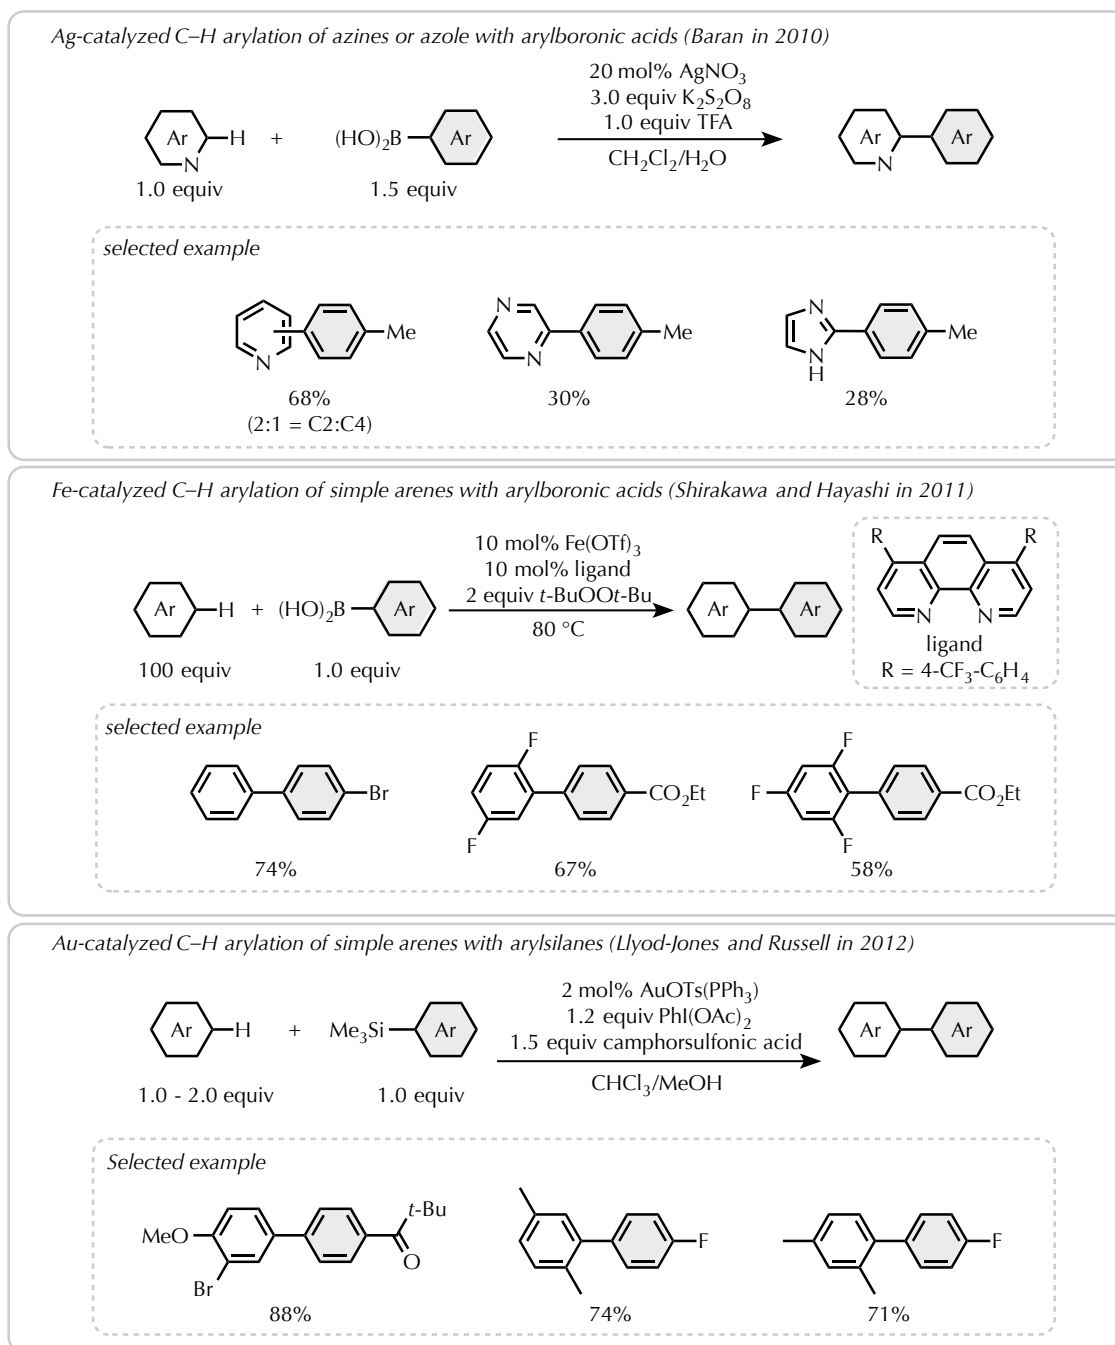 Ag-catalyzed C–H arylation of azines or azole with arylboronic acids (Baran in 2010)
20 mol% AgNO3
3.0 equiv K2S2O8
1.0 equiv TFA
CH2Cl2/H2O
Ar H
N
+
(HO)2B Ar
Ar Ar
N
1.0 equiv
1.5 equiv
selected example
N
Me
68%
(2:1 = C2:C4)
N
N
Me
30%
N
N
H
Me
28%
Fe-catalyzed C–H arylation of simple arenes with arylboronic acids (Shirakawa and Hayashi in 2011)
10 mol% Fe(OTf)3
10 mol% ligand
2 equiv t-BuOOt-Bu
80 °C
Ar H
+
(HO)2B Ar
Ar Ar
100 equiv
1.0 equiv
R R
N N
ligand
R = 4-CF3-C6H4
selected example
Br
74%
F
F
CO2Et
67%
F
F
F
CO2Et
58%
Au-catalyzed C–H arylation of simple arenes with arylsilanes (Llyod-Jones and Russell in 2012)
2 mol% AuOTs(PPh3)
1.2 equiv PhI(OAc)2
1.5 equiv camphorsulfonic acid
CHCl3/MeOH
Ar H
+
Me3Si Ar
Ar Ar
1.0 - 2.0 equiv
1.0 equiv
Selected example
MeO
Br
t-Bu
O
88%
F
74%
F
71%